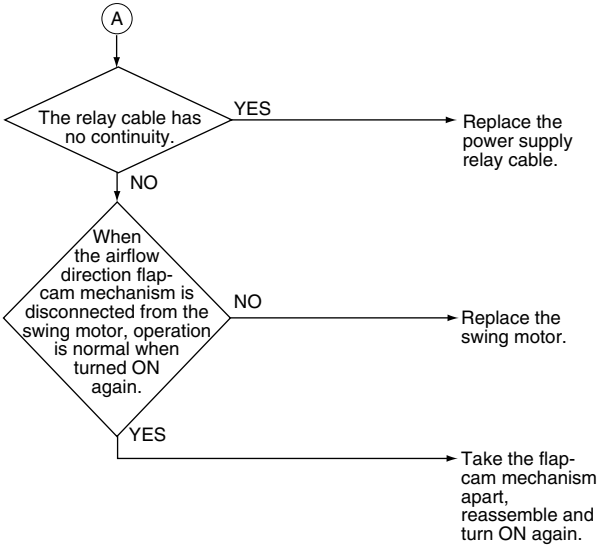 A
The relay cable has
no continuity.
YES
Replace the
power supply
relay cable.
NO
When
the airflow
direction flap-
cam mechanism is
disconnected from the
swing motor, operation
is normal when
turned ON
again.
NO
Replace the
swing motor.
YES
Take the flap-
cam mechanism
apart,
reassemble and
turn ON again.